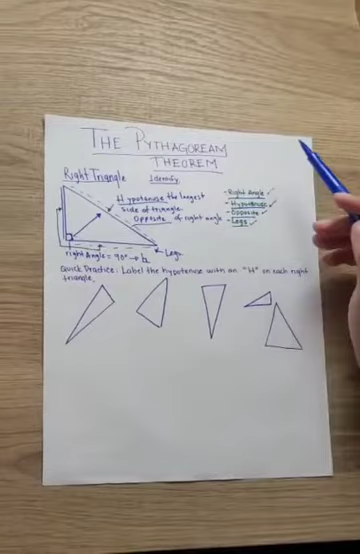 THE PYTHAGOREAM
THEOREM
Right Triangle
Identify
Hypotenuse the longest
side of triangle.
Opposite of right angle
- Right Angle ✓
- Hypotenuse ✓
- Opposite ✓
- Legs ✓
right Angle = 90° → h
Legs
Quick Practice: Label the hypotenuse with an "H" on each right
triangle.